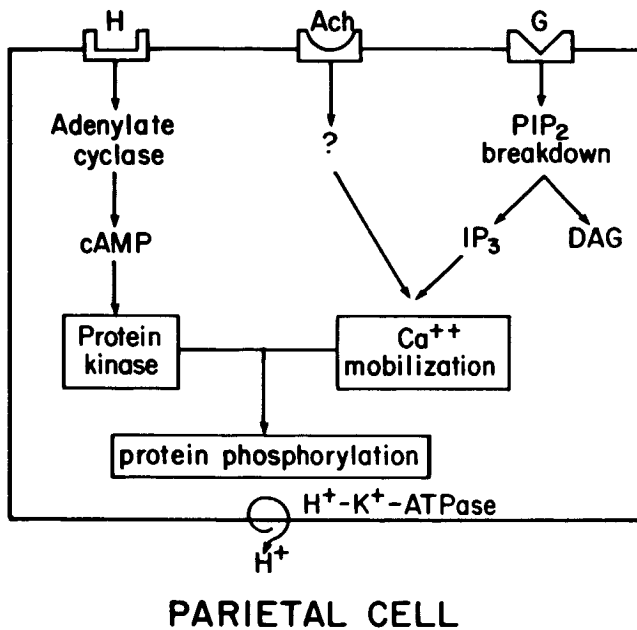 H
Ach
G
Adenylate
cyclase
?
PIP₂
breakdown
cAMP
IP₃
DAG
Protein
kinase
Ca⁺⁺
mobilization
protein phosphorylation
H⁺-K⁺-ATPase
H⁺
PARIETAL CELL